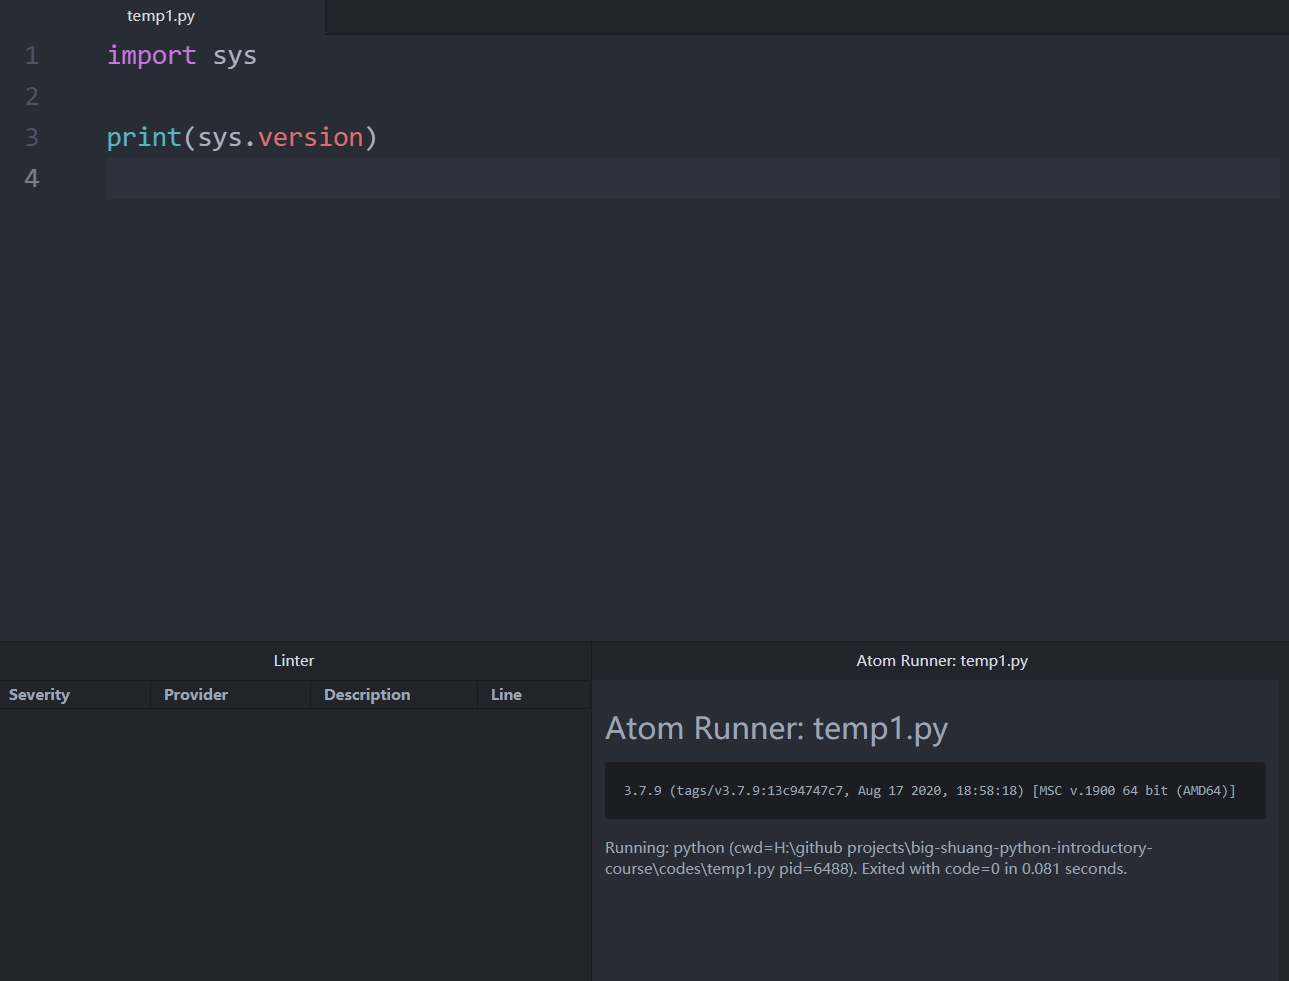 temp1.py
1 import sys
2
3 print(sys.version)
4
Linter
Severity Provider Description Line
Atom Runner: temp1.py
Atom Runner: temp1.py
3.7.9 (tags/v3.7.9:13c94747c7, Aug 17 2020, 18:58:18) [MSC v.1900 64 bit (AMD64)]
Running: python (cwd=H:\github projects\big-shuang-python-introductory-
course\codes\temp1.py pid=6488). Exited with code=0 in 0.081 seconds.